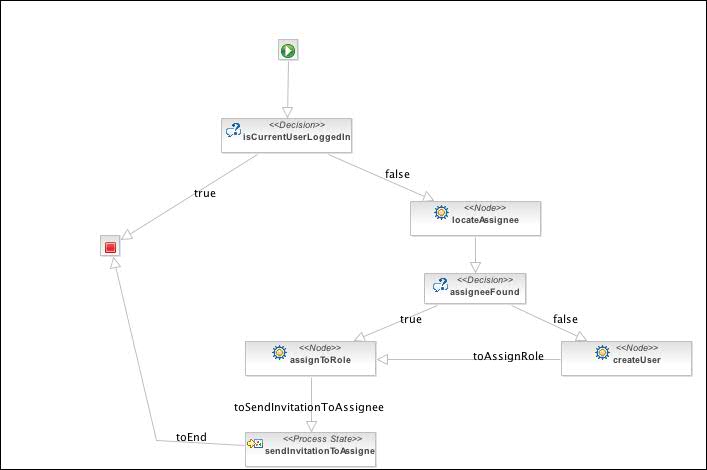 <<Decision>>
isCurrentUserLoggedIn
true
false
<<Node>>
locateAssignee
<<Decision>>
assigneeFound
true
false
<<Node>>
assignToRole
toAssignRole
<<Node>>
createUser
toSendInvitationToAssignee
toEnd
<<Process State>>
sendInvitationToAssigne